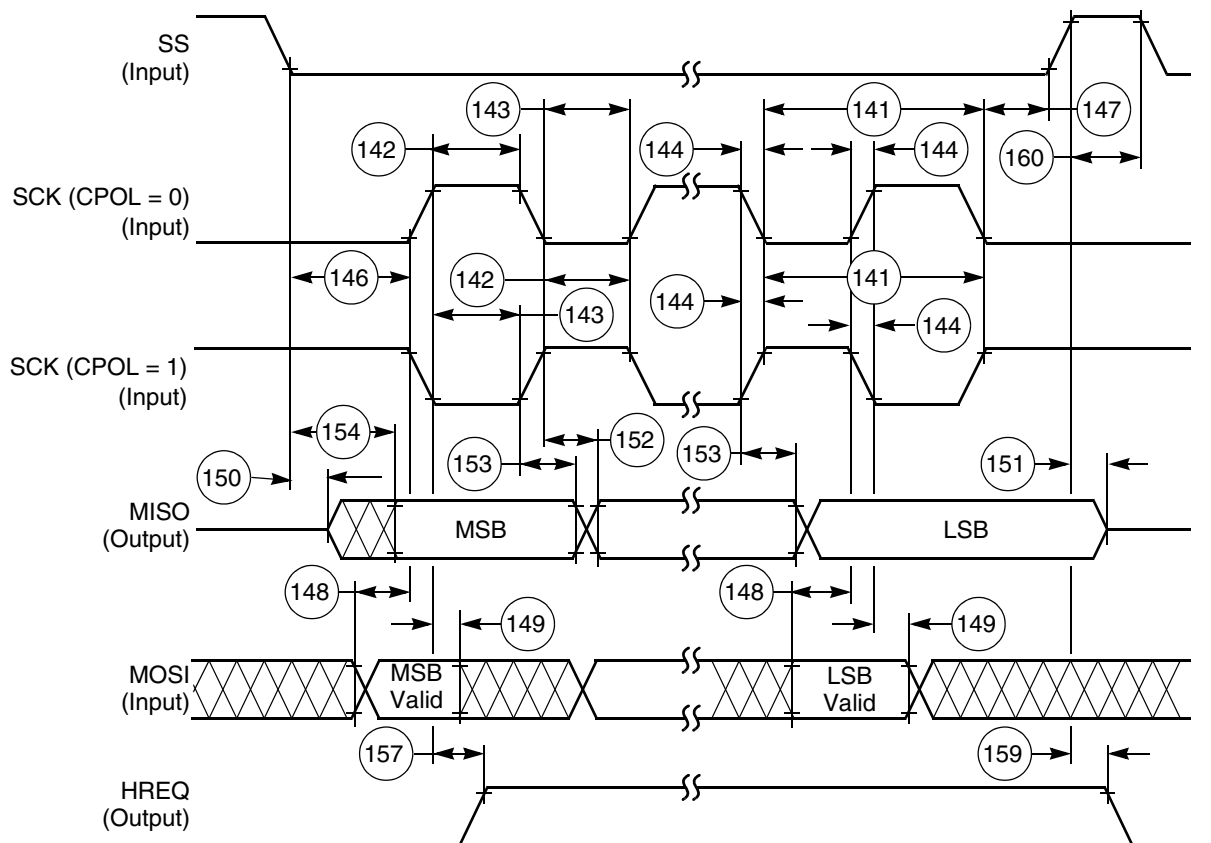 SS
(Input)
143
141
147
142
144
144
160
SCK (CPOL = 0)
(Input)
146
142
141
144
143
144
SCK (CPOL = 1)
(Input)
154
152
153
153
150
151
MISO
(Output)
MSB
LSB
148
148
149
149
MOSI
(Input)
MSB
Valid
LSB
Valid
157
159
HREQ
(Output)